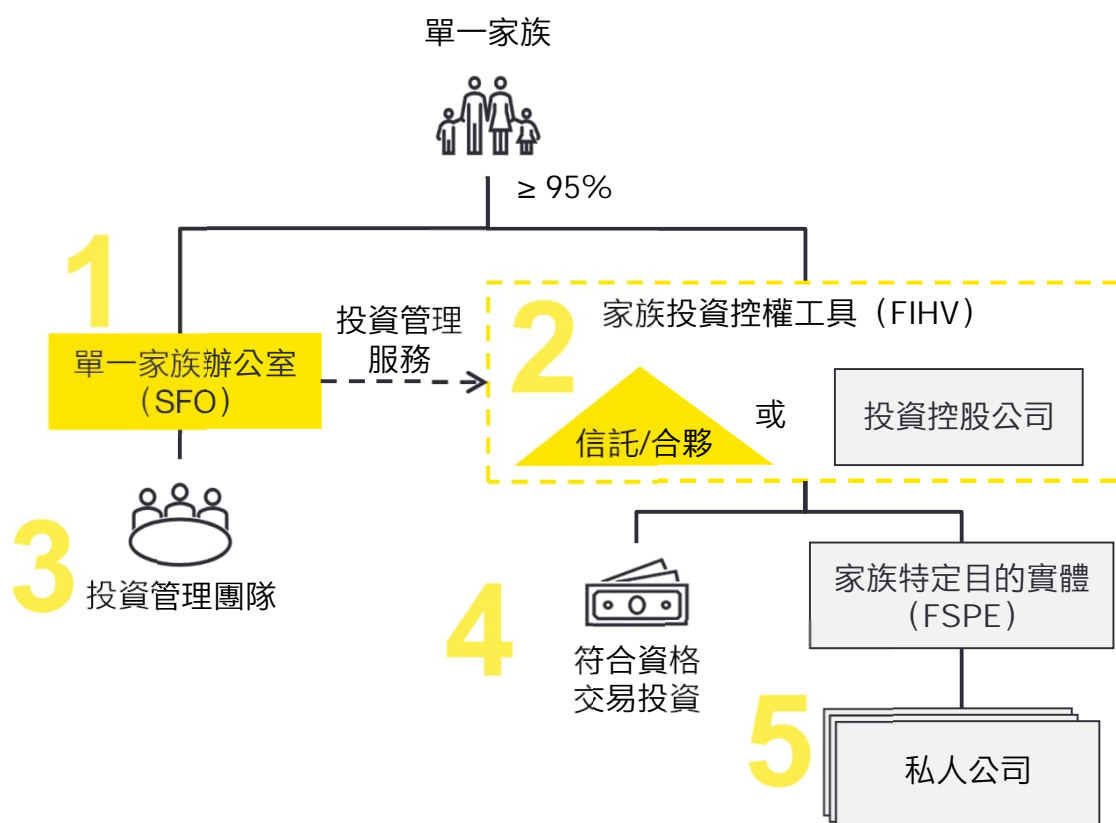 單一家族
≥ 95%
1
單一家族辦公室
(SFO)
投資管理
服務
2
家族投資控權工具（FIHV）
信託/合夥
或
投資控股公司
3
投資管理團隊
4
符合資格
交易投資
家族特定目的實體
(FSPE)
5
私人公司